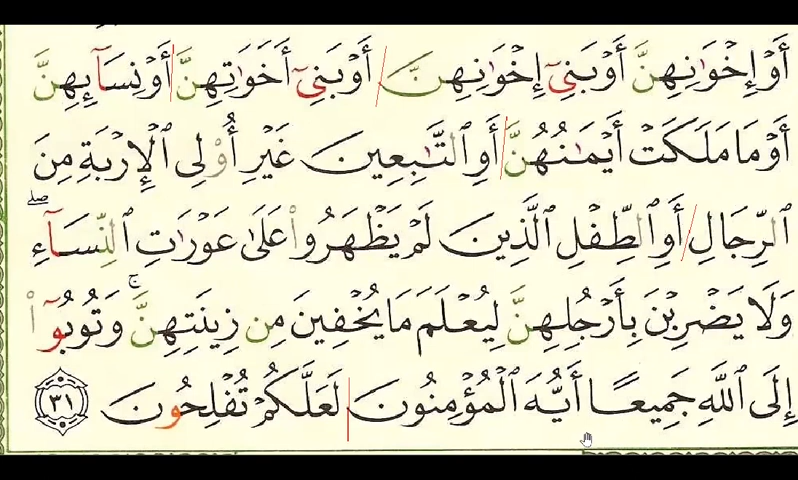 أَوْ إِخْوَٰنِهِنَّ أَوْ بَنِىٓ إِخْوَٰنِهِنَّ أَوْ بَنِىٓ أَخَوَٰتِهِنَّ أَوْ نِسَآئِهِنَّ
أَوْ مَا مَلَكَتْ أَيْمَـٰنُهُنَّ أَوِ ٱلتَّـٰبِعِينَ غَيْرِ أُو۟لِى ٱلْإِرْبَةِ مِنَ
ٱلرِّجَالِ أَوِ ٱلطِّفْلِ ٱلَّذِينَ لَمْ يَظْهَرُوا۟ عَلَىٰ عَوْرَٰتِ ٱلنِّسَآءِ ۖ
وَلَا يَضْرِبْنَ بِأَرْجُلِهِنَّ لِيُعْلَمَ مَا يُخْفِينَ مِن زِينَتِهِنَّ ۚ وَتُوبُوٓا۟
إِلَى ٱللَّهِ جَمِيعًا أَيُّهَ ٱلْمُؤْمِنُونَ لَعَلَّكُمْ تُفْلِحُونَ ٣١